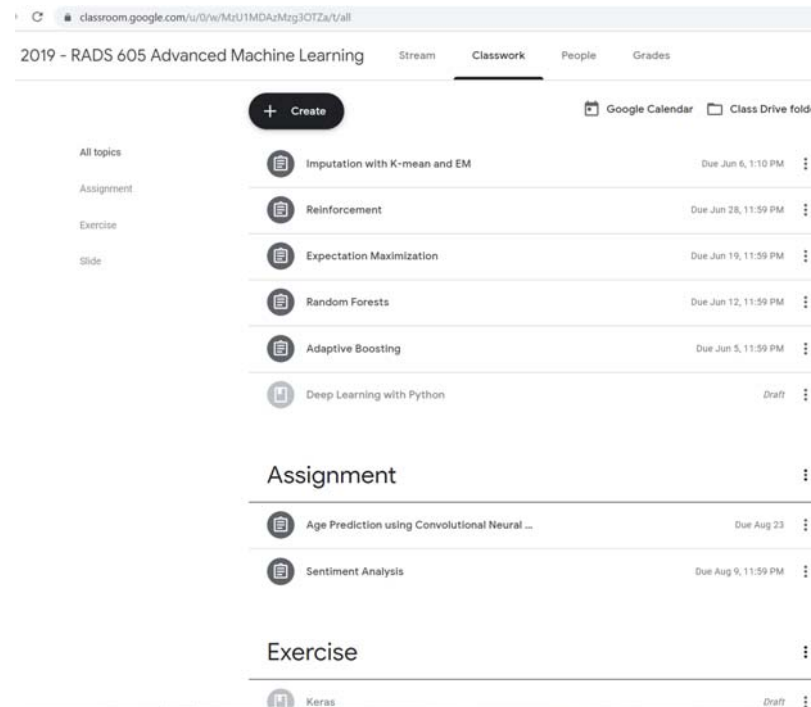 classroom.google.com/u/0/w/MzU1MDAzMzg3OTZa/t/all
2019 - RADS 605 Advanced Machine Learning Stream Classwork People Grades
+ Create Google Calendar Class Drive folde
All topics
Assignment
Exercise
Slide
Imputation with K-mean and EM Due Jun 6, 1:10 PM
Reinforcement Due Jun 28, 11:59 PM
Expectation Maximization Due Jun 19, 11:59 PM
Random Forests Due Jun 12, 11:59 PM
Adaptive Boosting Due Jun 5, 11:59 PM
Deep Learning with Python Draft
Assignment
Age Prediction using Convolutional Neural ... Due Aug 23
Sentiment Analysis Due Aug 9, 11:59 PM
Exercise
Keras Draft